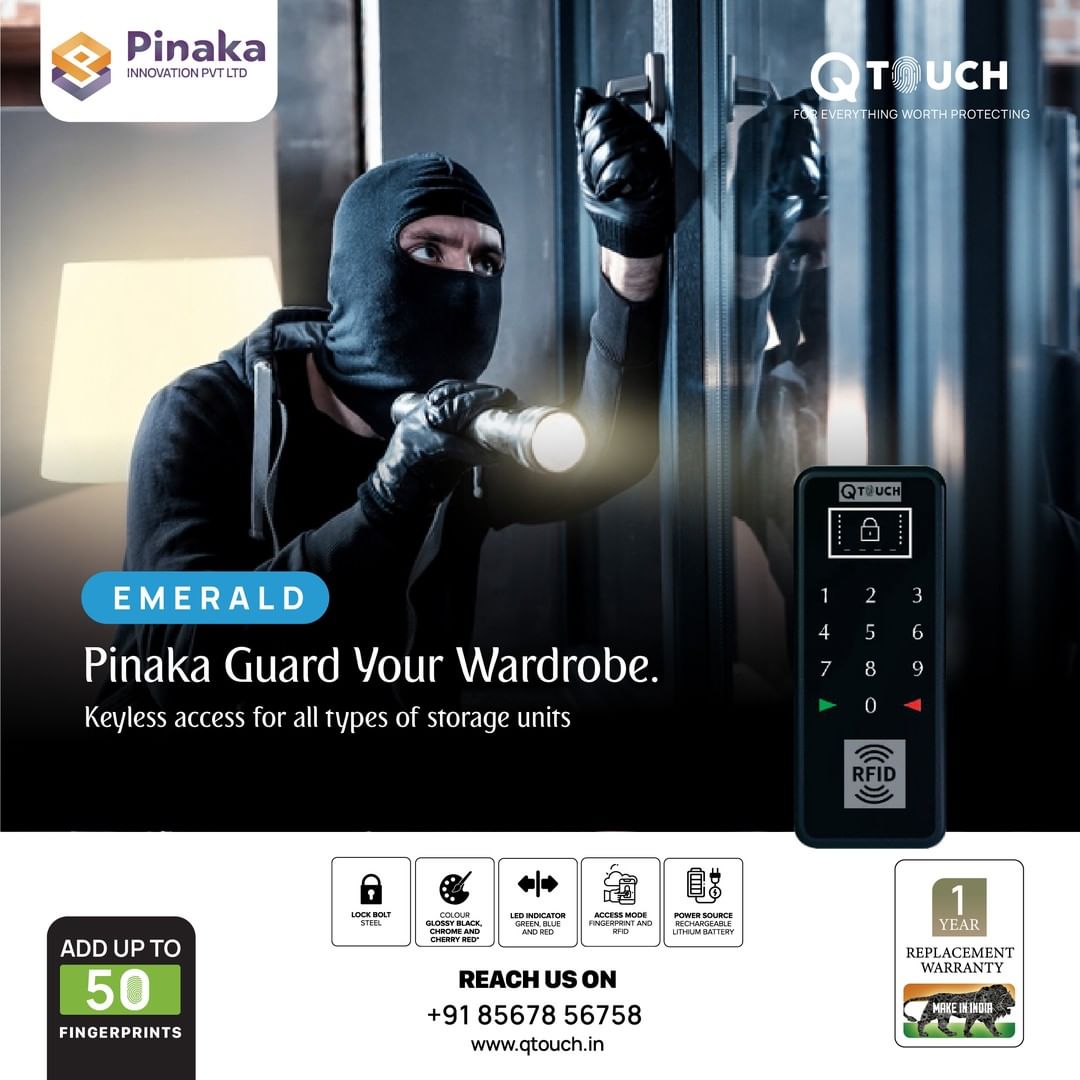 Pinaka
INNOVATION PVT LTD
QTOUCH
FOR EVERYTHING WORTH PROTECTING
QTOUCH
1 2 3
4 5 6
7 8 9
0
RFID
EMERALD
Pinaka Guard Your Wardrobe.
Keyless access for all types of storage units
LOCK BOLT
STEEL
COLOUR
GLOSSY BLACK,
CHROME AND
CHERRY RED*
LED INDICATOR
GREEN, BLUE
AND RED
ACCESS MODE
FINGERPRINT AND
RFID
POWER SOURCE
RECHARGEABLE
LITHIUM BATTERY
1
YEAR
REPLACEMENT
WARRANTY
MAKE IN INDIA
ADD UP TO
50
FINGERPRINTS
REACH US ON
+91 85678 56758
www.qtouch.in